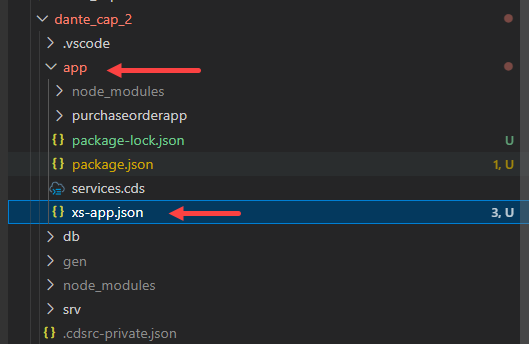 dante_cap_2
.vscode
app
node_modules
purchaseorderapp
{} package-lock.json U
{} package.json 1, U
services.cds
{} xs-app.json 3, U
db
gen
node_modules
srv
{} .cdsrc-private.json